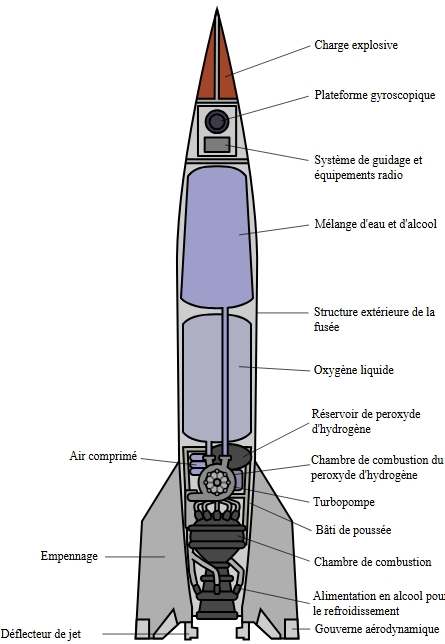 Charge explosive
Plateforme gyroscopique
Système de guidage et
équipements radio
Mélange d'eau et d'alcool
Structure extérieure de la
fusée
Oxygène liquide
Réservoir de peroxyde
d'hydrogène
Air comprimé
Chambre de combustion du
peroxyde d'hydrogène
Turbopompe
Bâti de poussée
Empennage
Chambre de combustion
Alimentation en alcool pour
le refroidissement
Déflecteur de jet
Gouverne aérodynamique